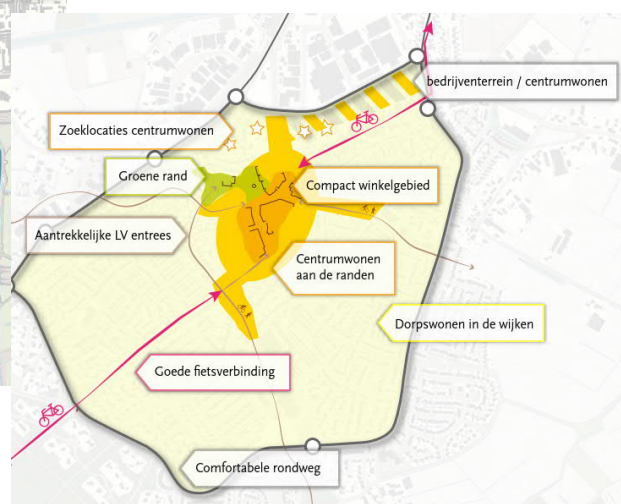 bedrijventerrein / centrumwonen
Zoeklocaties centrumwonen
Groene rand
Compact winkelgebied
Aantrekkelijke LV entrees
Centrumwonen
aan de randen
Dorpswonen in de wijken
Goede fietsverbinding
Comfortabele rondweg